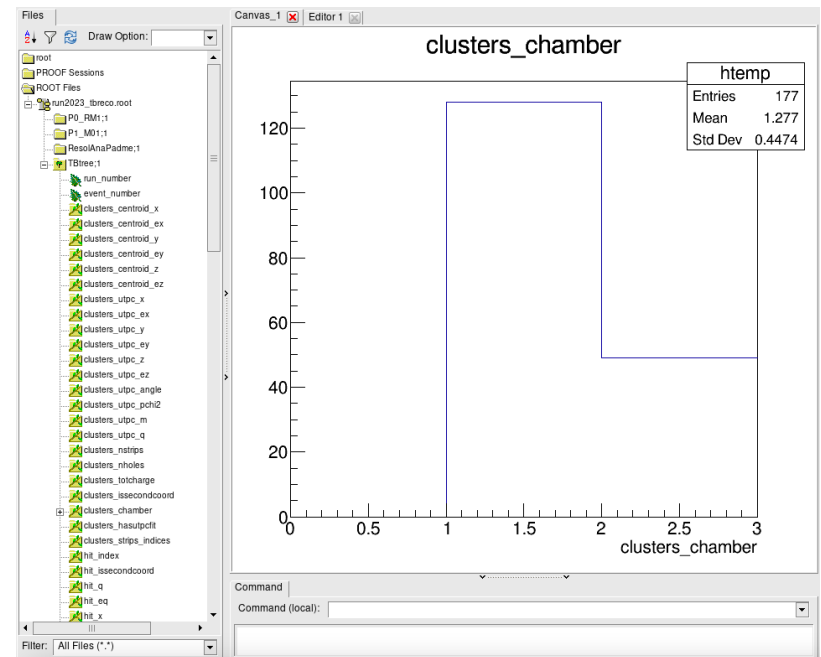 Files
Draw Option:
root
PROOF Sessions
ROOT Files
run2023_tbreco.root
P0_RM1;1
P1_M01;1
ResolAnaPadme;1
TBtree;1
run_number
event_number
clusters_centroid_x
clusters_centroid_ex
clusters_centroid_y
clusters_centroid_ey
clusters_centroid_z
clusters_centroid_ez
clusters_utpc_x
clusters_utpc_ex
clusters_utpc_y
clusters_utpc_ey
clusters_utpc_z
clusters_utpc_ez
clusters_utpc_angle
clusters_utpc_pchi2
clusters_utpc_m
clusters_utpc_q
clusters_nstrips
clusters_nholes
clusters_totcharge
clusters_issecondcoord
clusters_chamber
clusters_hasutpcfit
clusters_strips_indices
hit_index
hit_issecondcoord
hit_q
hit_eq
hit_x
Filter: All Files (*.*)
Canvas_1 Editor 1
clusters_chamber
htemp
Entries 177
Mean 1.277
Std Dev 0.4474
120
100
80
60
40
20
0
0 0.5 1 1.5 2 2.5 3
clusters_chamber
Command
Command (local):